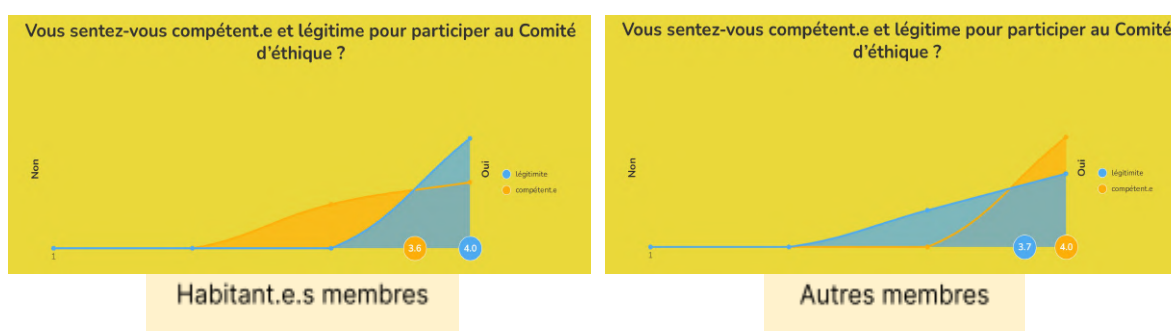 Vous sentez-vous compétent.e et légitime pour participer au Comité
d'éthique ?
Non
Oui
légitimite
compétent.e
1
3.6
4.0
Habitant.e.s membres
Vous sentez-vous compétent.e et légitime pour participer au Comité
d'éthique ?
Non
Oui
légitimite
compétent.e
1
3.7
4.0
Autres membres